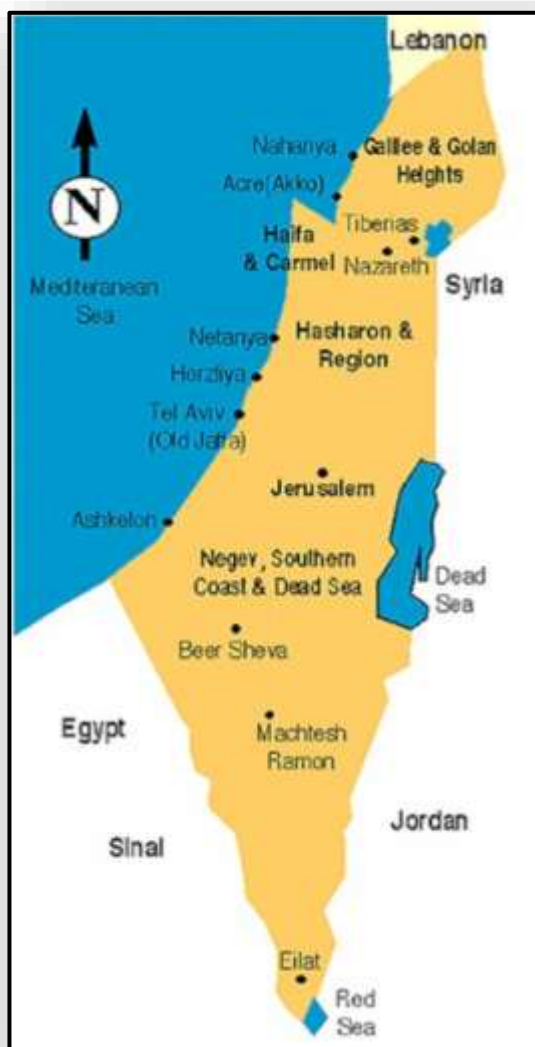 Lebanon
Nahariya
Galilee & Golan
Heights
Acre(Akko)
Haifa
& Carmel
Tiberias
Nazareth
N
Mediteranean
Sea
Syria
Netanya
Hasharon &
Region
Herzliya
Tel Aviv
(Old Jaffa)
Jerusalem
Ashkelon
Negev, Southern
Coast & Dead Sea
Dead
Sea
Beer Sheva
Egypt
Machtesh
Ramon
Jordan
Sinai
Eilat
Red
Sea